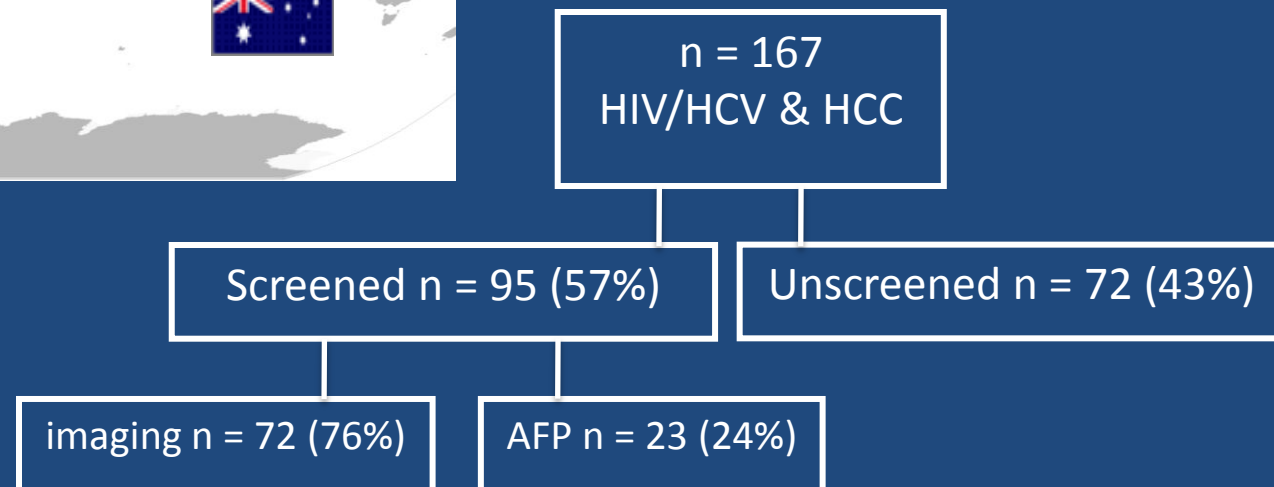 n = 167
HIV/HCV & HCC
Screened n = 95 (57%)
Unscreened n = 72 (43%)
imaging n = 72 (76%)
AFP n = 23 (24%)